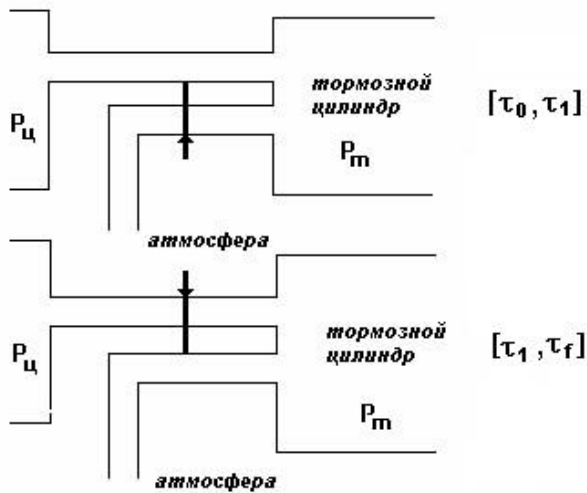 тормозной
цилиндр
[τ₀, τ₁]
Pц
Pm
атмосфера
тормозной
цилиндр
[τ₁, τf]
Pц
Pm
атмосфера